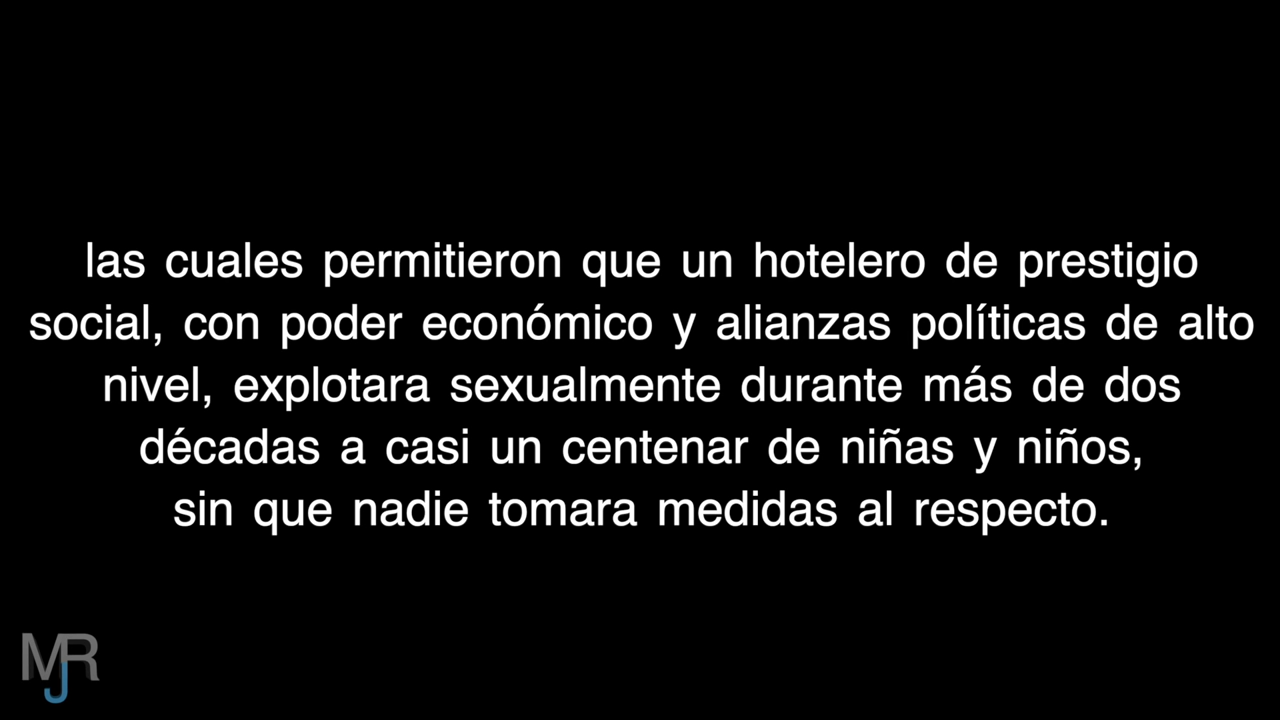 las cuales permitieron que un hotelero de prestigio
social, con poder económico y alianzas políticas de alto
nivel, explotara sexualmente durante más de dos
décadas a casi un centenar de niñas y niños,
sin que nadie tomara medidas al respecto.
MJR